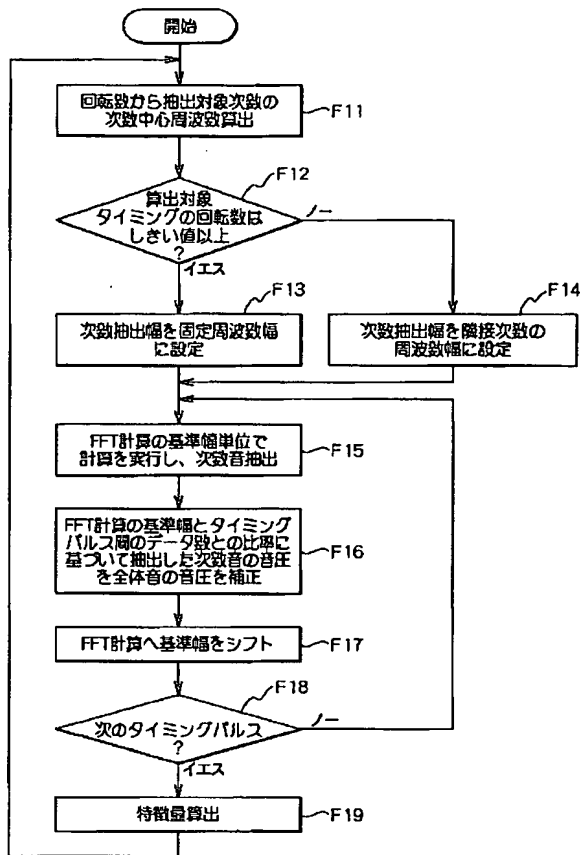 開始
回転数から抽出対象次数の
次数中心周波数算出
F11
F12
算出対象
タイミングの回転数は
しきい値以上
?
ノー
イエス
F13
次数抽出幅を固定周波数幅
に設定
F14
次数抽出幅を隣接次数の
周波数幅に設定
FFT計算の基準幅単位で
計算を実行し、次数音抽出
F15
FFT計算の基準幅とタイミング
パルス間のデータ数との比率に
基づいて抽出した次数音の音圧
を全体音の音圧を補正
F16
FFT計算へ基準幅をシフト
F17
F18
次のタイミングパルス
?
ノー
イエス
特徴量算出
F19